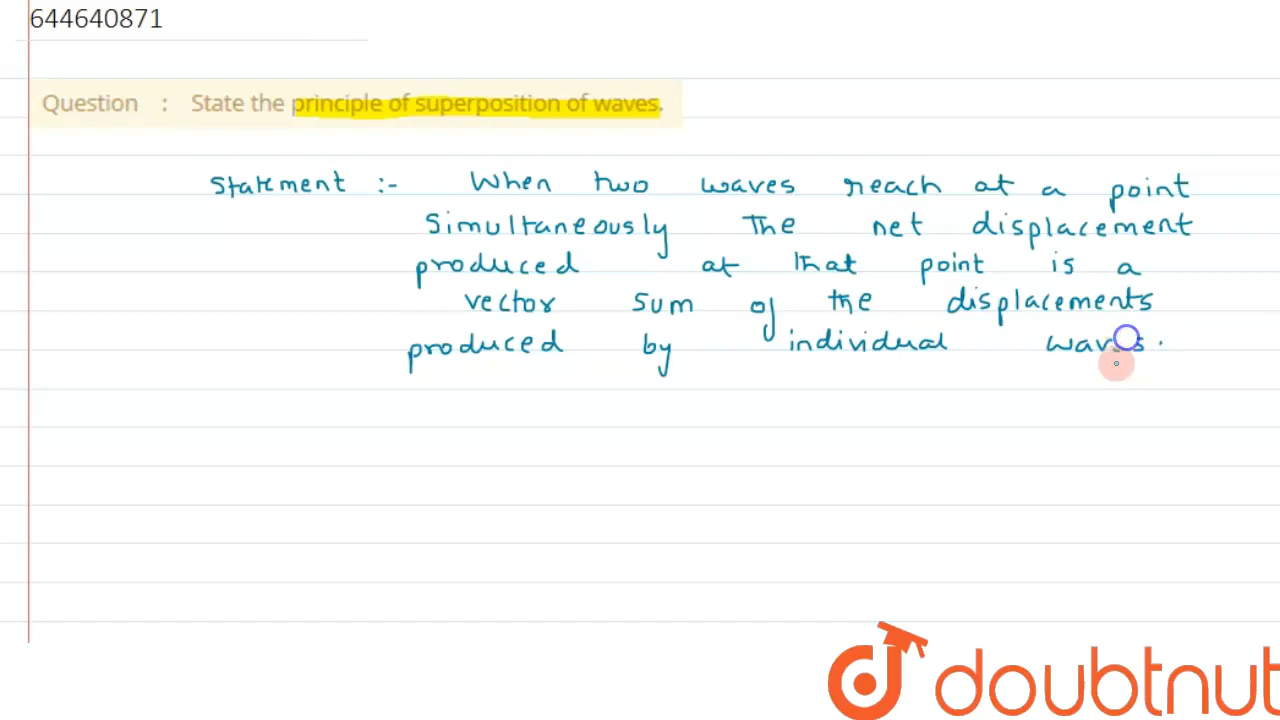 644640871
Question : State the principle of superposition of waves.
Statement :- When two waves reach at a point
Simultaneously The net displacement
produced at that point is a
vector sum of the displacements
produced by individual waves.
doubtnut